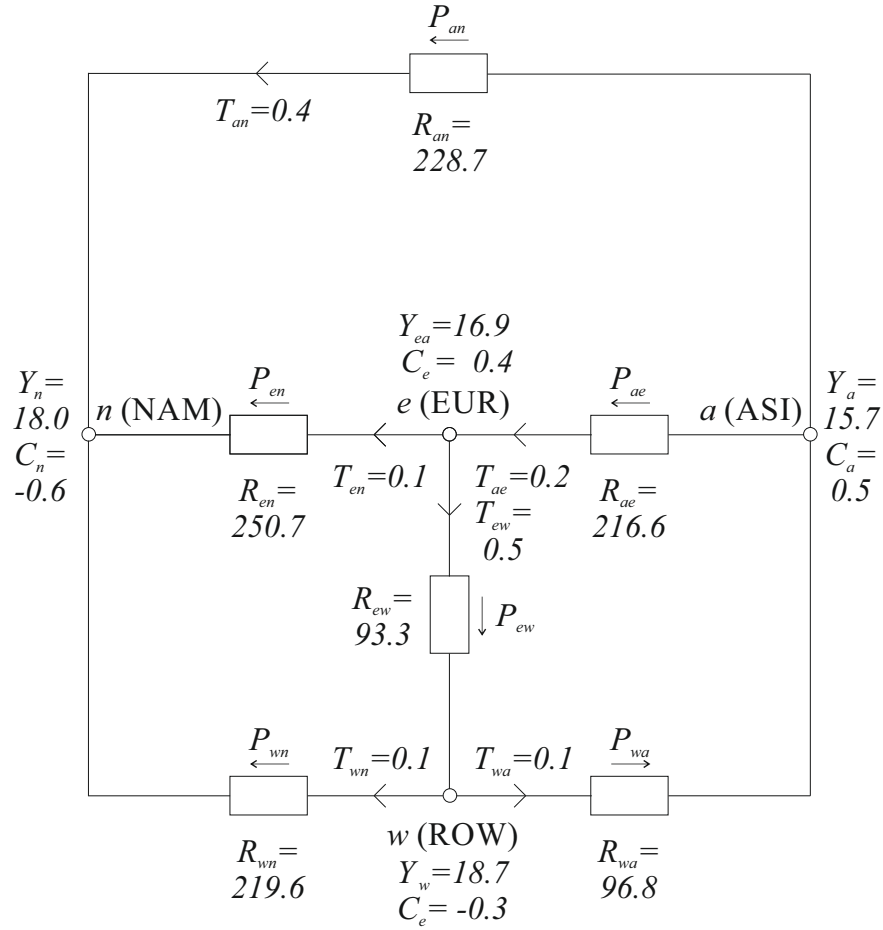 P_an
T_an=0.4
R_an=
228.7
Y_ea=16.9
C_e= 0.4
Y_n=
18.0
C_n=
-0.6
n (NAM)
P_en
e (EUR)
P_ae
a (ASI)
Y_a=
15.7
C_a=
0.5
T_en=0.1
T_ae=0.2
R_en=
250.7
T_ew=
0.5
R_ae=
216.6
R_ew=
93.3
P_ew
P_wn
T_wn=0.1
T_wa=0.1
P_wa
w (ROW)
R_wn=
219.6
Y_w=18.7
C_e= -0.3
R_wa=
96.8